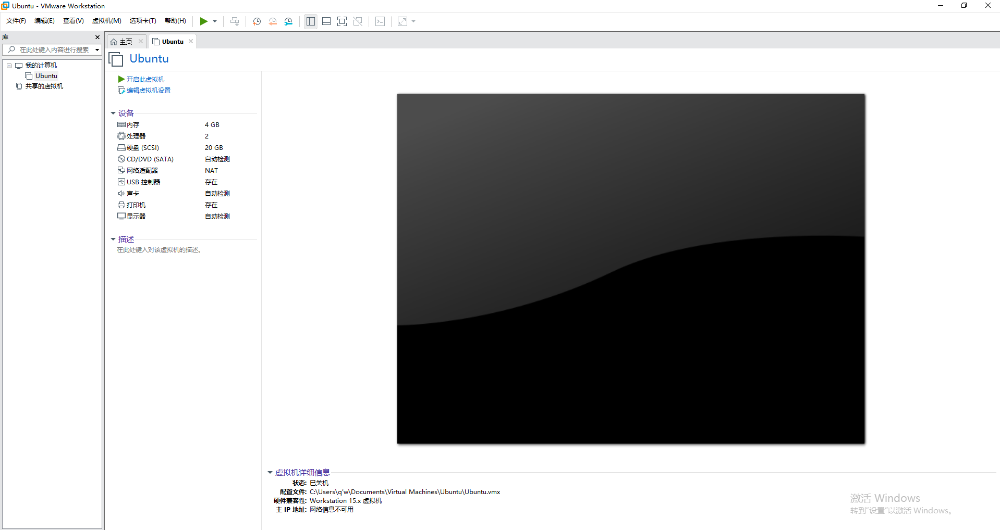 Ubuntu - VMware Workstation
文件(F) 编辑(E) 查看(V) 虚拟机(M) 选项卡(T) 帮助(H)
库
在此处键入内容进行搜索
我的计算机
Ubuntu
共享的虚拟机
主页 Ubuntu
Ubuntu
开启此虚拟机
编辑虚拟机设置
设备
内存 4 GB
处理器 2
硬盘 (SCSI) 20 GB
CD/DVD (SATA) 自动检测
网络适配器 NAT
USB 控制器 存在
声卡 自动检测
打印机 存在
显示器 自动检测
描述
在此处键入对该虚拟机的描述。
虚拟机详细信息
状态: 已关机
配置文件: C:\Users\q'w\Documents\Virtual Machines\Ubuntu\Ubuntu.vmx
硬件兼容性: Workstation 15.x 虚拟机
主 IP 地址: 网络信息不可用
激活 Windows
转到"设置"以激活 Windows。